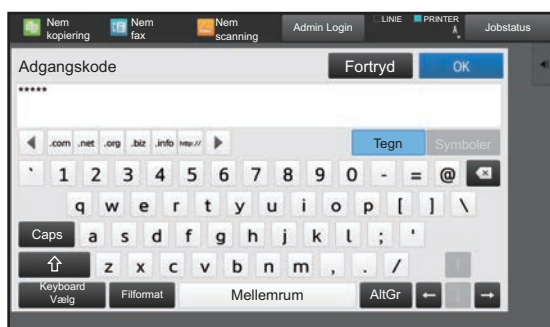 Nem kopiering
Nem fax
Nem scanning
Admin Login
LINIE
PRINTER
Jobstatus
Adgangskode
Fortryd
OK
*****
.com .net .org .biz .info http://
Tegn
Symboler
` 1 2 3 4 5 6 7 8 9 0 - = @
q w e r t y u i o p [ ] \
Caps a s d f g h j k l ; '
z x c v b n m , . /
Keyboard Vælg
Filformat
Mellemrum
AltGr